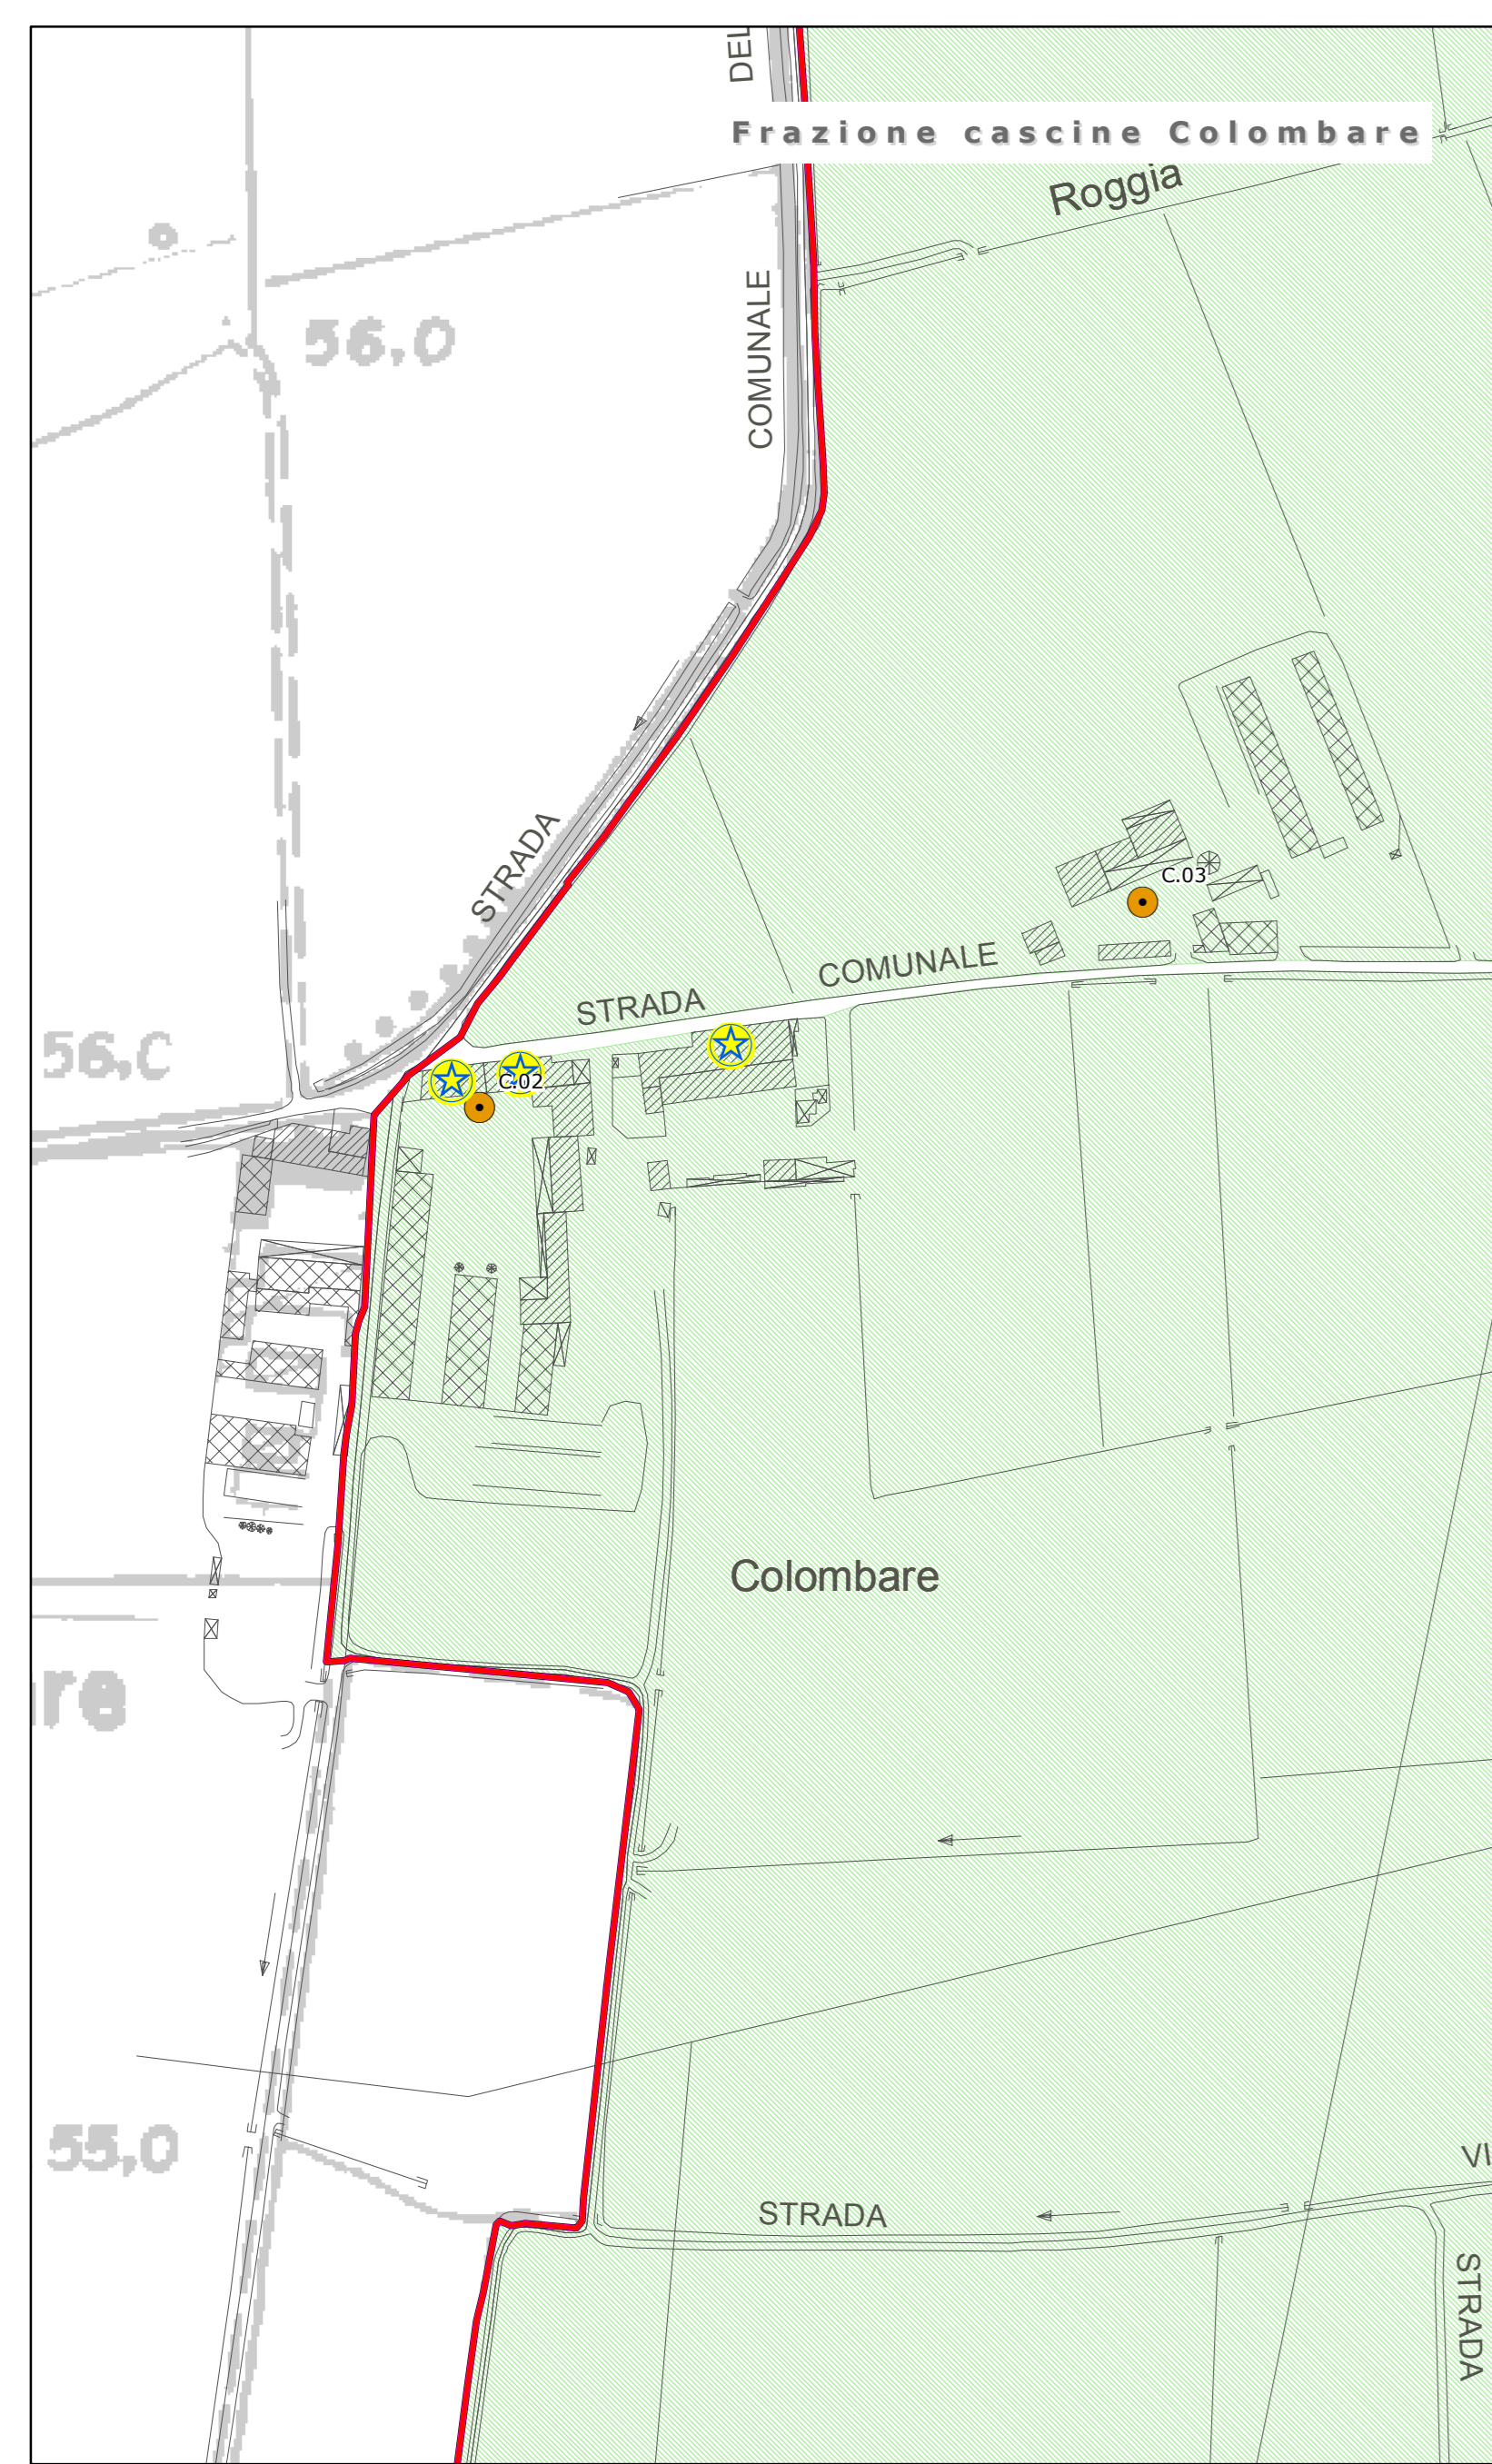 DEL
Frazione cascine Colombare
Roggia
COMUNALE
56,0
STRADA
C.03
COMUNALE
STRADA
56,C
C.02
Colombare
re
55,0
VI
STRADA
STRADA